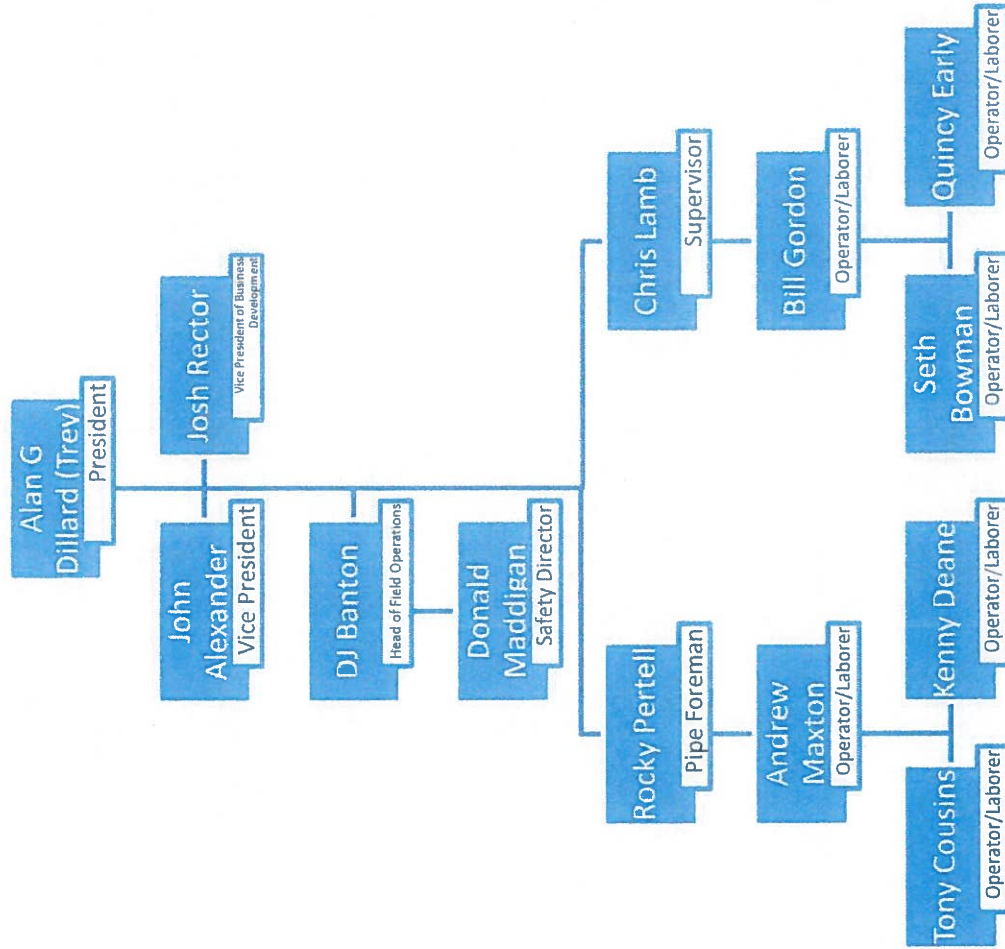 Alan G
Dillard (Trev)
President
John
Alexander
Vice President
Josh Rector
Vice President of Business
Development
DJ Banton
Head of Field Operations
Donald
Maddigan
Safety Director
Rocky Pertell
Pipe Foreman
Chris Lamb
Supervisor
Andrew
Maxton
Operator/Laborer
Bill Gordon
Operator/Laborer
Tony Cousins
Operator/Laborer
Kenny Deane
Operator/Laborer
Seth
Bowman
Operator/Laborer
Quincy Early
Operator/Laborer